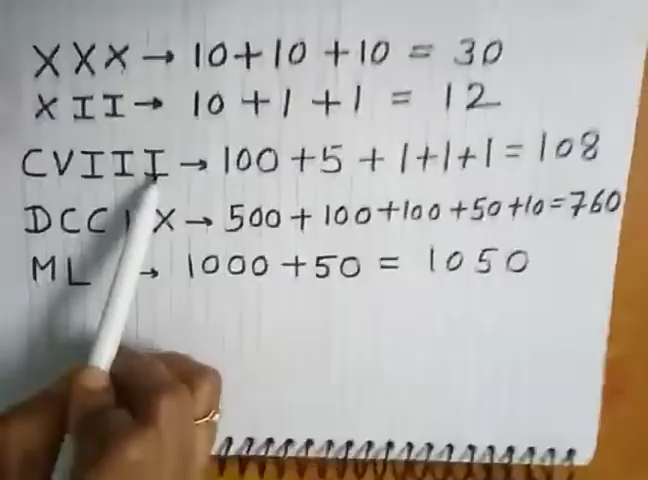 XXX → 10+10+10 = 30
XII → 10+1+1 = 12
CVIII → 100+5+1+1+1=108
DCCLX → 500+100+100+50+10=760
ML → 1000+50 = 1050